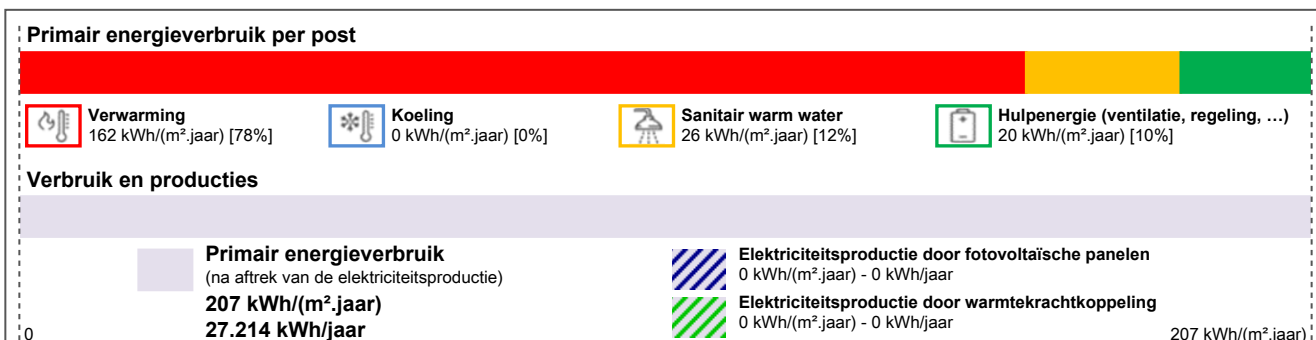 Primair energieverbruik per post
Verwarming
162 kWh/(m².jaar) [78%]
Koeling
0 kWh/(m².jaar) [0%]
Sanitair warm water
26 kWh/(m².jaar) [12%]
Hulpenergie (ventilatie, regeling, …)
20 kWh/(m².jaar) [10%]
Verbruik en producties
Primair energieverbruik
(na aftrek van de elektriciteitsproductie)
207 kWh/(m².jaar)
27.214 kWh/jaar
Elektriciteitsproductie door fotovoltaïsche panelen
0 kWh/(m².jaar) - 0 kWh/jaar
Elektriciteitsproductie door warmtekrachtkoppeling
0 kWh/(m².jaar) - 0 kWh/jaar
0
207 kWh/(m².jaar)